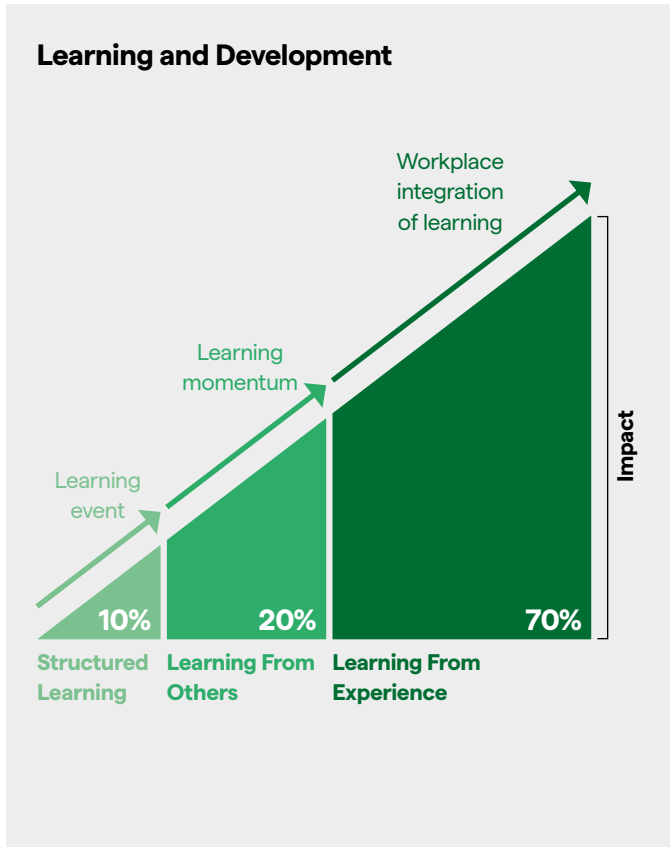 Learning and Development
Workplace
integration
of learning
Learning
momentum
Learning
event
Impact
10%
20%
70%
Structured
Learning
Learning From
Others
Learning From
Experience